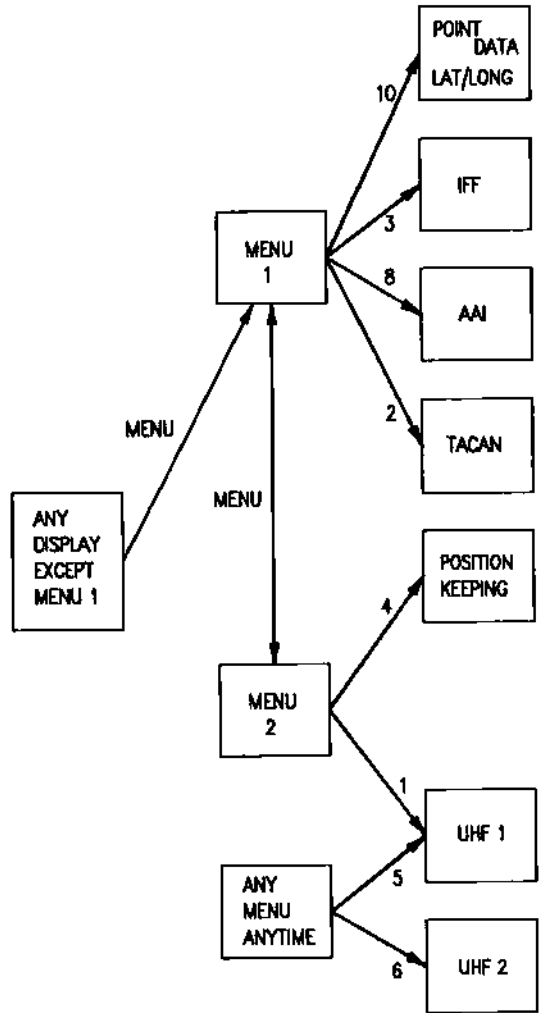 POINT
DATA
LAT/LONG
10
IFF
3
MENU
1
8
AAI
2
TACAN
MENU
MENU
ANY
DISPLAY
EXCEPT
MENU 1
POSITION
KEEPING
4
MENU
2
1
UHF 1
5
ANY
MENU
ANYTIME
6
UHF 2